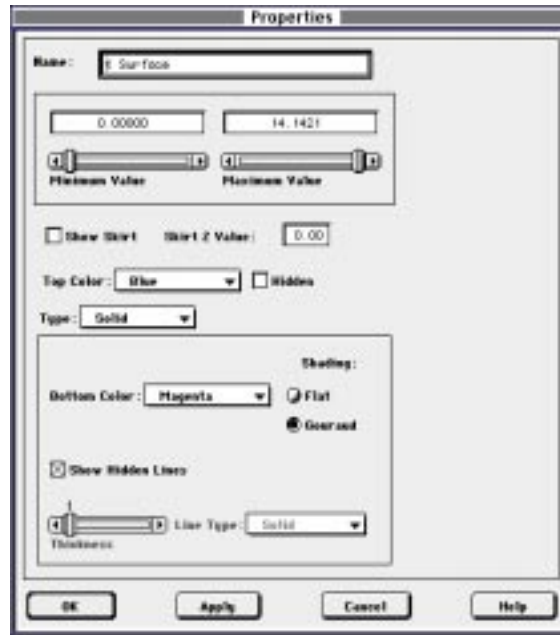 Properties
Name: Surface
0.00000 14.1421
Minimum Value Maximum Value
Show Skirt Skirt Z Value: 0.00
Top Color: Blue Hidden
Type: Solid
Shading:
Bottom Color: Magenta Flat
Gouraud
Show Hidden Lines
1
Line Type: Solid
Thickness
OK Apply Cancel Help